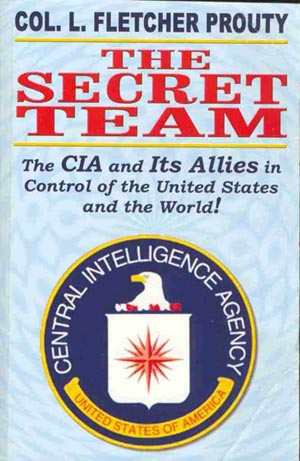 COL. L. FLETCHER PROUTY
THE
SECRET
TEAM
The CIA and Its Allies in
Control of the United States
and the World!
CENTRAL INTELLIGENCE AGENCY
UNITED STATES OF AMERICA